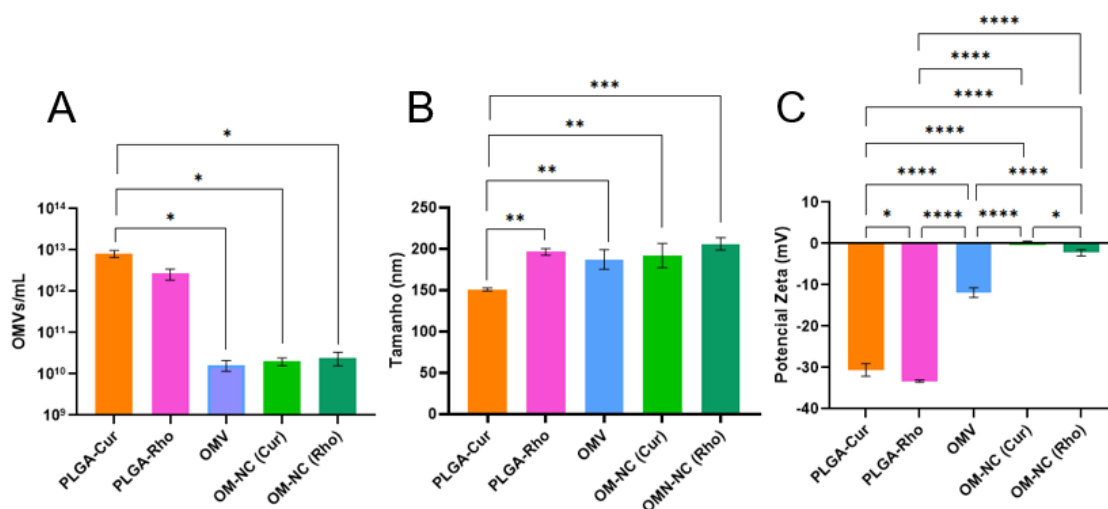 A
B
C
*
*
*
OMVs/mL
10¹⁴
10¹³
10¹²
10¹¹
10¹⁰
10⁹
PLGA-Cur
PLGA-Rho
OMV
OM-NC (Cur)
OM-NC (Rho)
***
**
**
**
Tamanho (nm)
250
200
150
100
50
0
PLGA-Cur
PLGA-Rho
OMV
OM-NC (Cur)
OMN-NC (Rho)
****
****
****
****
**** ****
* **** **** *
Potencial Zeta (mV)
10
0
-10
-20
-30
-40
PLGA-Cur
PLGA-Rho
OMV
OM-NC (Cur)
OM-NC (Rho)